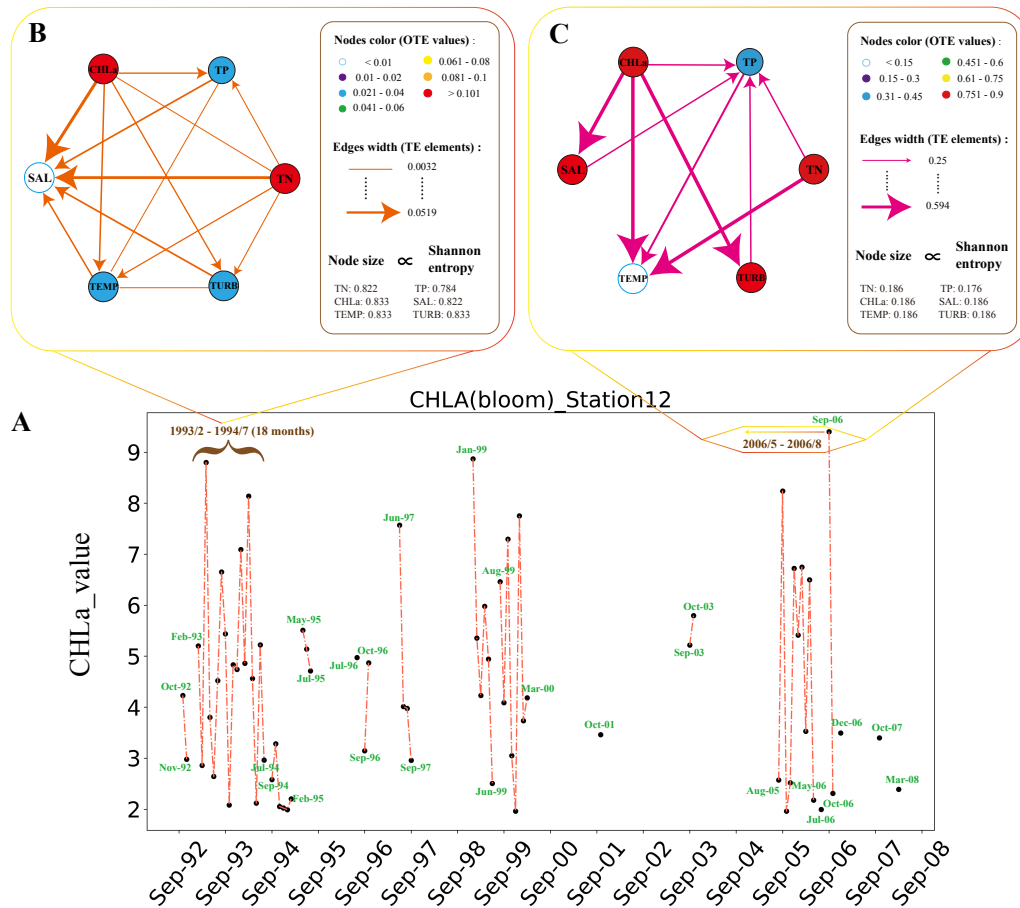 B
CHLa
TP
SAL
TN
TEMP
TURB
Nodes color (OTE values) :
< 0.01
0.061 - 0.08
0.01 - 0.02
0.081 - 0.1
0.021 - 0.04
> 0.101
0.041 - 0.06
Edges width (TE elements) :
0.0032
0.0519
Node size ∝ Shannon entropy
TN: 0.822 TP: 0.784
CHLa: 0.833 SAL: 0.822
TEMP: 0.833 TURB: 0.833
C
CHLa
TP
SAL
TN
TEMP
TURB
Nodes color (OTE values) :
< 0.15
0.451 - 0.6
0.15 - 0.3
0.61 - 0.75
0.31 - 0.45
0.751 - 0.9
Edges width (TE elements) :
0.25
0.594
Node size ∝ Shannon entropy
TN: 0.186 TP: 0.176
CHLa: 0.186 SAL: 0.186
TEMP: 0.186 TURB: 0.186
A
CHLA(bloom)_Station12
1993/2 - 1994/7 (18 months)
2006/5 - 2006/8
CHLa_value
9
8
7
6
5
4
3
2
Oct-92
Nov-92
Feb-93
Jul-94
Sep-94
Feb-95
May-95
Jul-95
Jul-96
Oct-96
Sep-96
Jun-97
Sep-97
Jan-99
Jun-99
Aug-99
Mar-00
Oct-01
Oct-03
Sep-03
Aug-05
May-06
Jul-06
Sep-06
Oct-06
Dec-06
Oct-07
Mar-08
Sep-92
Sep-93
Sep-94
Sep-95
Sep-96
Sep-97
Sep-98
Sep-99
Sep-00
Sep-01
Sep-02
Sep-03
Sep-04
Sep-05
Sep-06
Sep-07
Sep-08